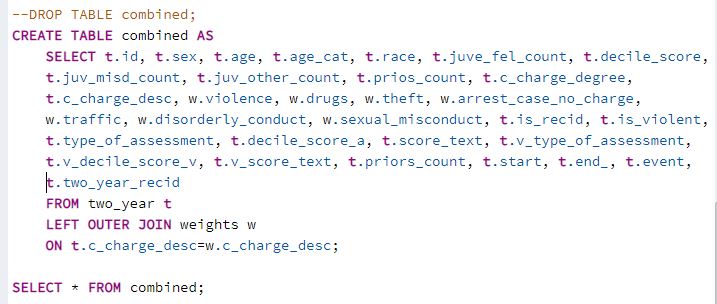 --DROP TABLE combined;
CREATE TABLE combined AS
SELECT t.id, t.sex, t.age, t.age_cat, t.race, t.juve_fel_count, t.decile_score,
t.juv_misd_count, t.juv_other_count, t.prios_count, t.c_charge_degree,
t.c_charge_desc, w.violence, w.drugs, w.theft, w.arrest_case_no_charge,
w.traffic, w.disorderly_conduct, w.sexual_misconduct, t.is_recid, t.is_violent,
t.type_of_assessment, t.decile_score_a, t.score_text, t.v_type_of_assessment,
t.v_decile_score_v, t.v_score_text, t.priors_count, t.start, t.end_, t.event,
t.two_year_recid
FROM two_year t
LEFT OUTER JOIN weights w
ON t.c_charge_desc=w.c_charge_desc;
SELECT * FROM combined;